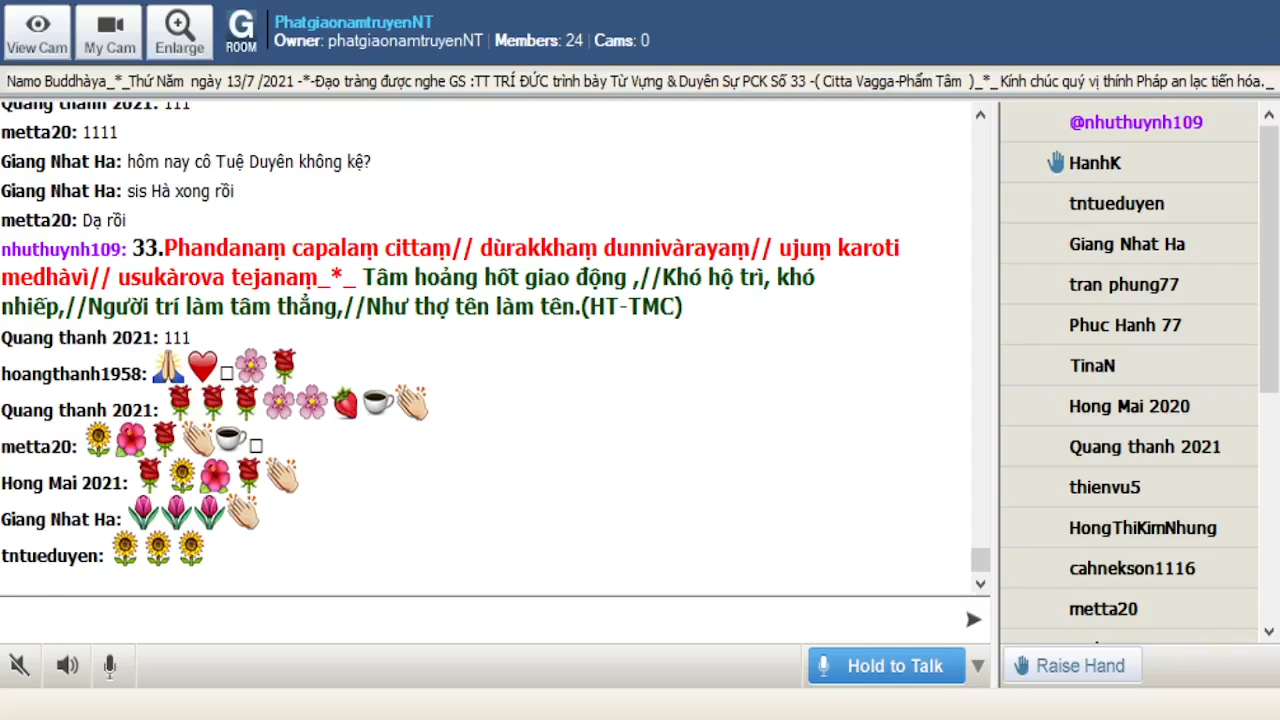 View Cam
My Cam
Enlarge
G
ROOM
PhatgiaonamtruyenNT
Owner: phatgiaonamtruyenNT | Members: 24 | Cams: 0
Namo Buddhàya_*_Thứ Năm ngày 13/7 /2021 -*-Đạo tràng được nghe GS :TT TRÍ ĐỨC trình bày Từ Vựng & Duyên Sự PCK Số 33 -( Citta Vagga-Phẩm Tâm )_*_Kính chúc quý vị thính Pháp an lạc tiến hóa._
Quang thanh 2021: 111
metta20: 1111
Giang Nhat Ha: hôm nay cô Tuệ Duyên không kệ?
Giang Nhat Ha: sis Hà xong rồi
metta20: Dạ rồi
nhuthuynh109: 33.Phandanaṃ capalaṃ cittaṃ// dùrakkhaṃ dunnivàrayaṃ// ujuṃ karoti
medhàvì// usukàrova tejanaṃ_*_ Tâm hoảng hốt giao động ,//Khó hộ trì, khó
nhiếp,//Người trí làm tâm thẳng,//Như thợ tên làm tên.(HT-TMC)
Quang thanh 2021: 111
hoangthanh1958:
Quang thanh 2021:
metta20:
Hong Mai 2021:
Giang Nhat Ha:
tntueduyen:
@nhuthuynh109
HanhK
tntueduyen
Giang Nhat Ha
tran phung77
Phuc Hanh 77
TinaN
Hong Mai 2020
Quang thanh 2021
thienvu5
HongThiKimNhung
cahnekson1116
metta20
Hold to Talk
Raise Hand